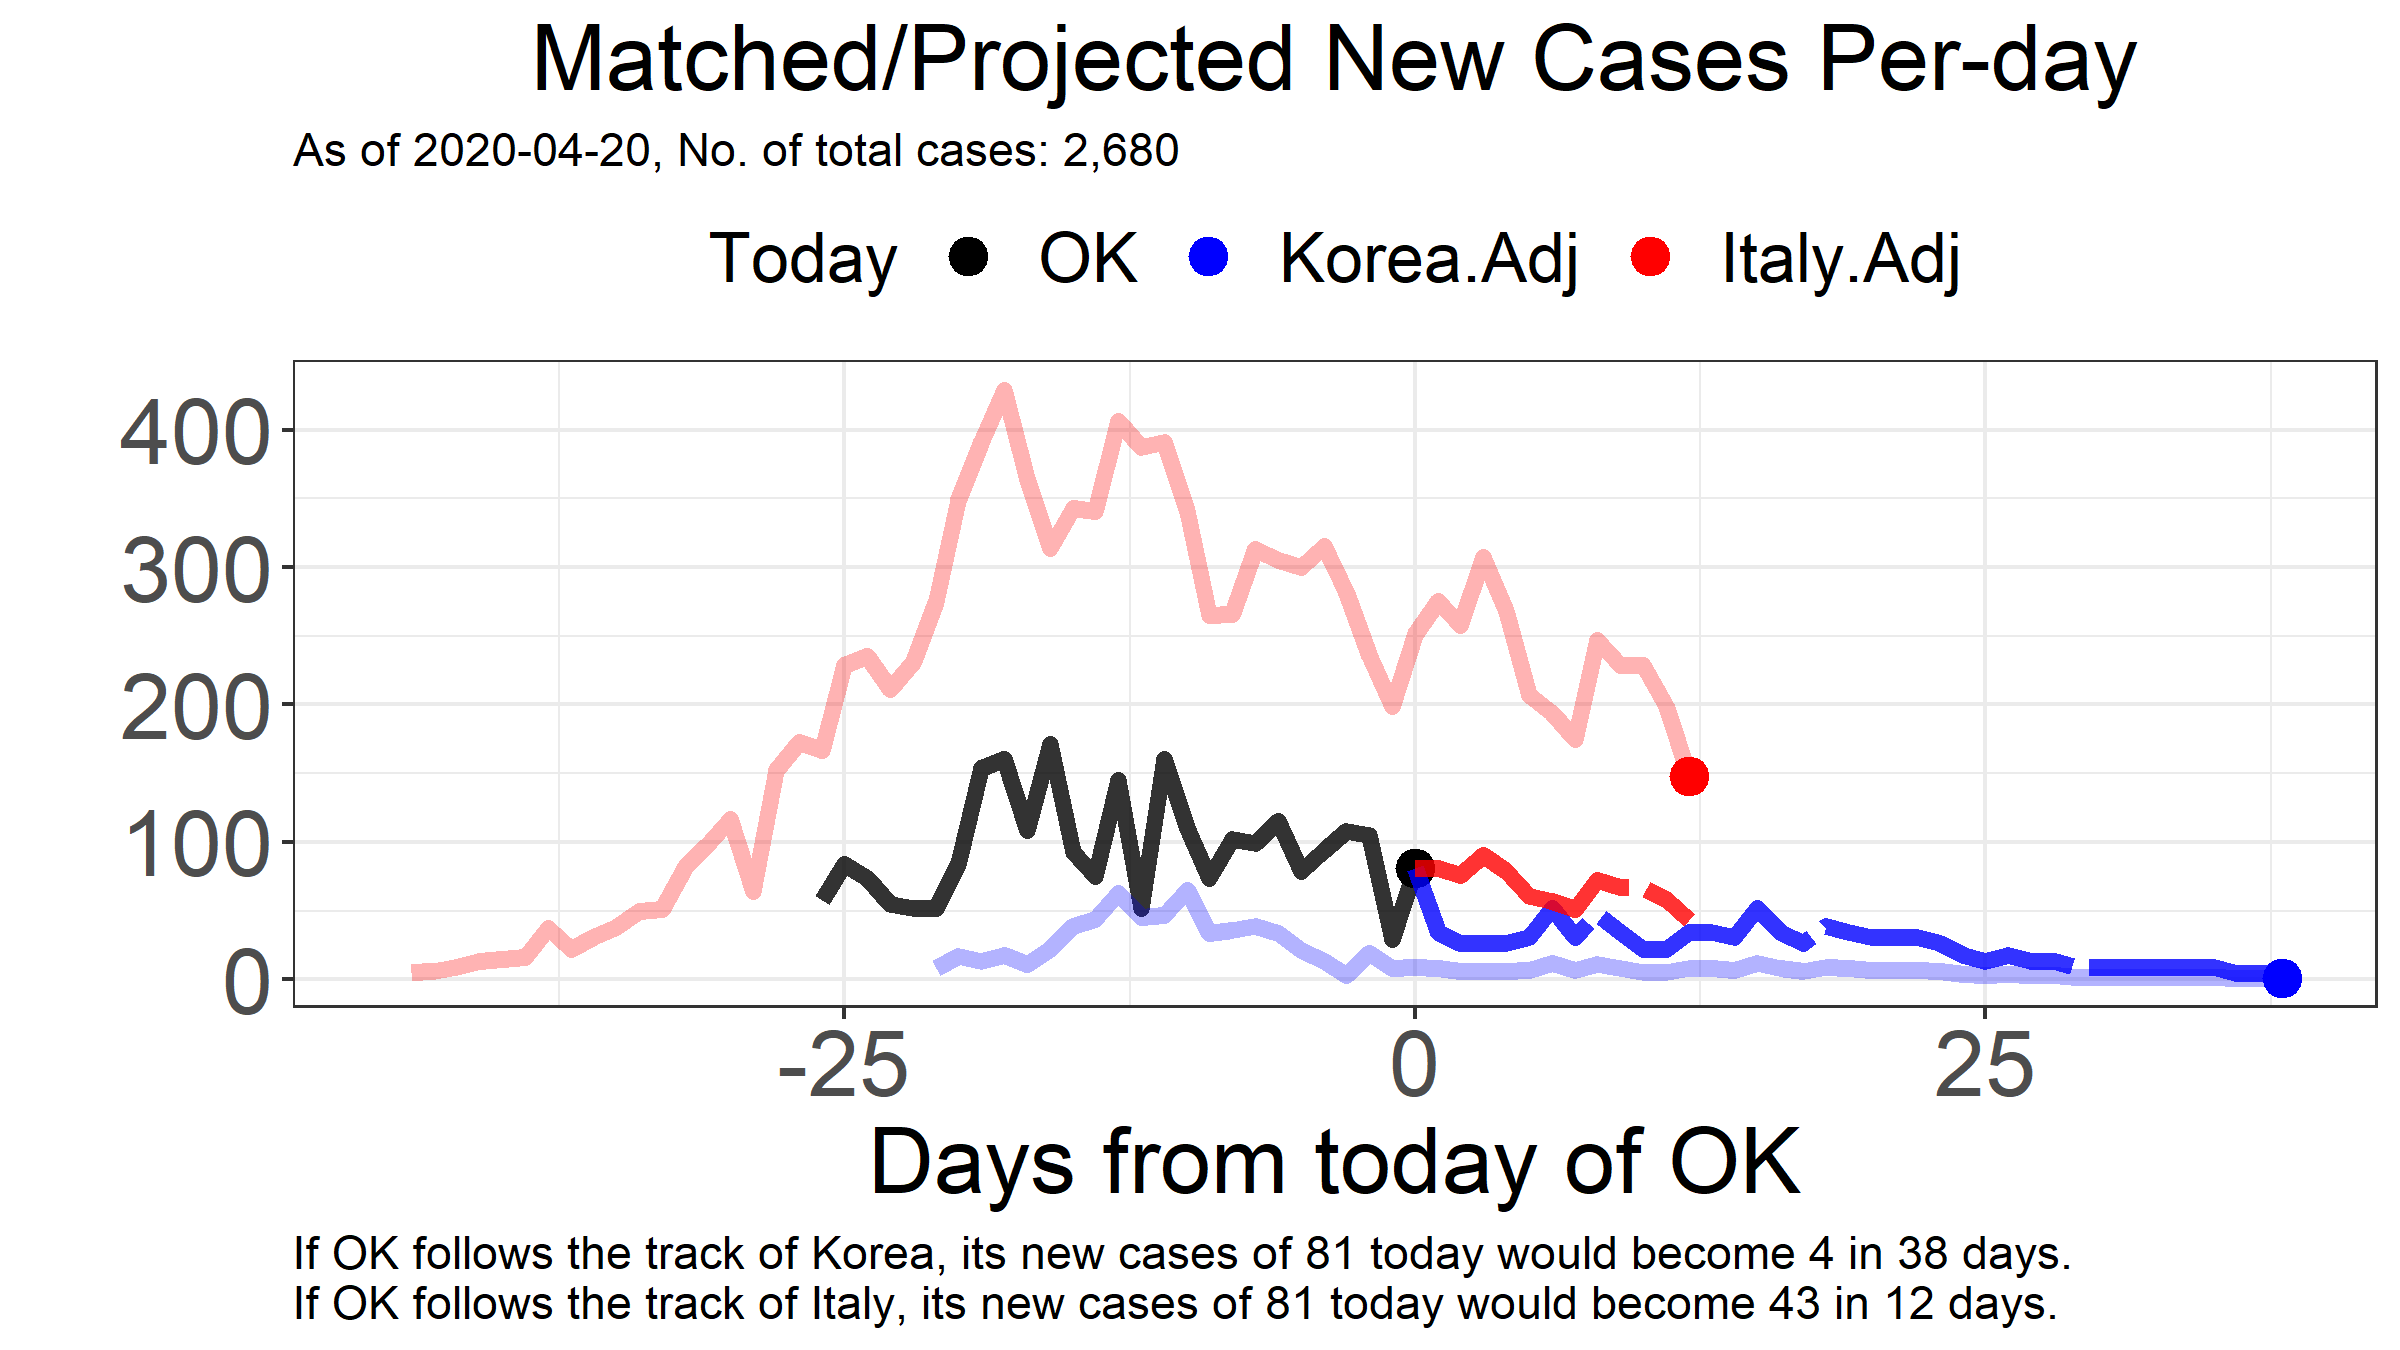 Matched/Projected New Cases Per-day
As of 2020-04-20, No. of total cases: 2,680
Today OK Korea.Adj Italy.Adj
400
300
200
100
0
-25 0 25
Days from today of OK
If OK follows the track of Korea, its new cases of 81 today would become 4 in 38 days.
If OK follows the track of Italy, its new cases of 81 today would become 43 in 12 days.